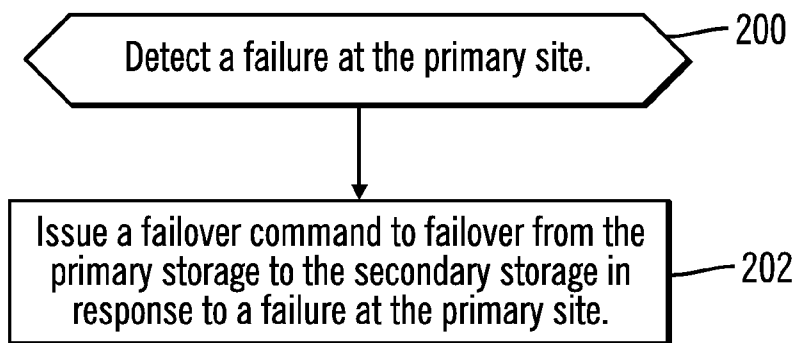 Detect a failure at the primary site.
200
Issue a failover command to failover from the
primary storage to the secondary storage in
response to a failure at the primary site.
202